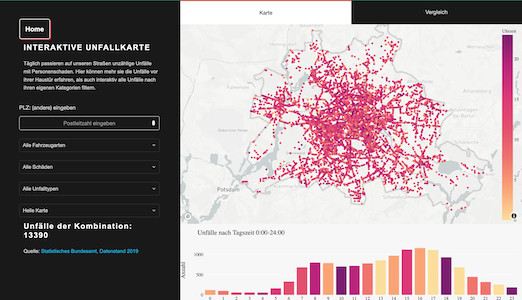 Home
INTERAKTIVE UNFALLKARTE
Täglich passieren auf unseren Straßen unzählige Unfälle
mit Personenschaden. Hier können mehr sie die Unfälle vor
ihrer Haustür erfahren, als auch interaktiv alle Unfälle nach
ihren eigenen Kategorien filtern.
PLZ: (andere) eingeben
Postleitzahl eingeben
Alle Fahrzeugarten
Alle Schäden
Alle Unfalltypen
Helle Karte
Unfälle der Kombination:
13390
Quelle: Statistisches Bundesamt, Datenstand 2019
Karte
Vergleich
Uhrzeit
20
15
10
5
0
Potsdam
Unfälle nach Tagszeit 0:00-24:00
Anzahl
1000
500
0
0 1 2 3 4 5 6 7 8 9 10 11 12 13 14 15 16 17 18 19 20 21 22 23